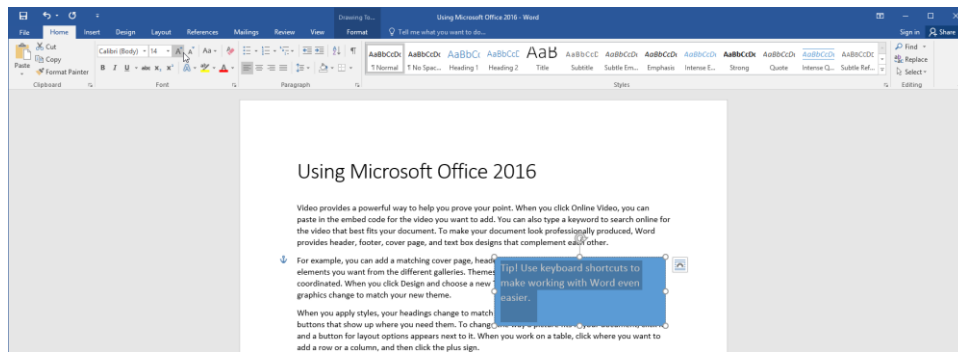 Drawing To... Using Microsoft Office 2016 - Word
File Home Insert Design Layout References Mailings Review View Format Tell me what you want to do... Sign in Share
Cut
Copy
Paste
Format Painter
Clipboard
Calibri (Body) 14
Font
Paragraph
AaBbCcDc AaBbCcDc AaBbCc AaBbCcC AaB AaBbCcC AaBbCcDc AaBbCcDc AaBbCcDc AaBbCcDc AaBbCcDc AaBbCcDc AaBbCcDc
¶ Normal ¶ No Spac... Heading 1 Heading 2 Title Subtitle Subtle Em... Emphasis Intense E... Strong Quote Intense Q... Subtle Ref...
Styles
Find
Replace
Select
Editing
Using Microsoft Office 2016
Video provides a powerful way to help you prove your point. When you click Online Video, you can
paste in the embed code for the video you want to add. You can also type a keyword to search online for
the video that best fits your document. To make your document look professionally produced, Word
provides header, footer, cover page, and text box designs that complement each other.
For example, you can add a matching cover page, heade
elements you want from the different galleries. Themes
coordinated. When you click Design and choose a new
graphics change to match your new theme.
Tip! Use keyboard shortcuts to
make working with Word even
easier.
When you apply styles, your headings change to match
buttons that show up where you need them. To change
and a button for layout options appears next to it. When you work on a table, click where you want to
add a row or a column, and then click the plus sign.